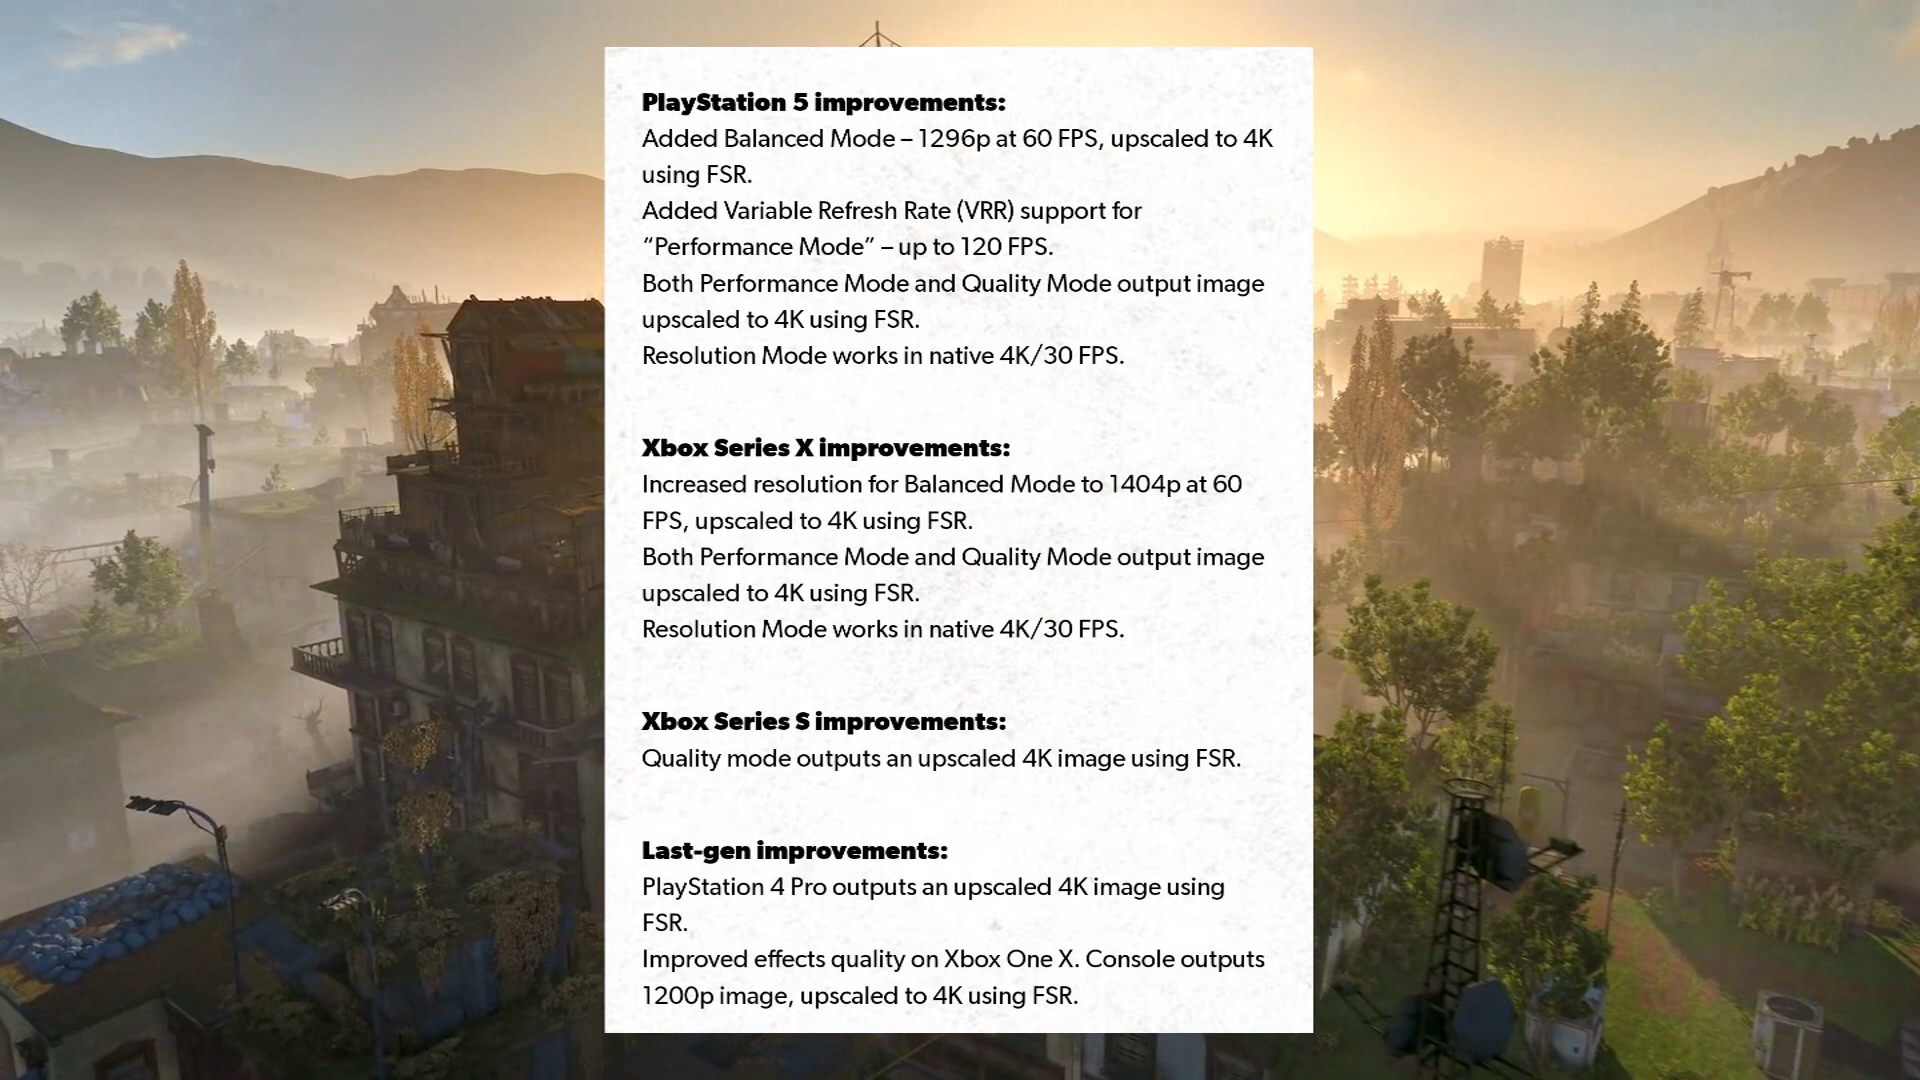 PlayStation 5 improvements:
Added Balanced Mode – 1296p at 60 FPS, upscaled to 4K
using FSR.
Added Variable Refresh Rate (VRR) support for
“Performance Mode” – up to 120 FPS.
Both Performance Mode and Quality Mode output image
upscaled to 4K using FSR.
Resolution Mode works in native 4K/30 FPS.
Xbox Series X improvements:
Increased resolution for Balanced Mode to 1404p at 60
FPS, upscaled to 4K using FSR.
Both Performance Mode and Quality Mode output image
upscaled to 4K using FSR.
Resolution Mode works in native 4K/30 FPS.
Xbox Series S improvements:
Quality mode outputs an upscaled 4K image using FSR.
Last-gen improvements:
PlayStation 4 Pro outputs an upscaled 4K image using
FSR.
Improved effects quality on Xbox One X. Console outputs
1200p image, upscaled to 4K using FSR.